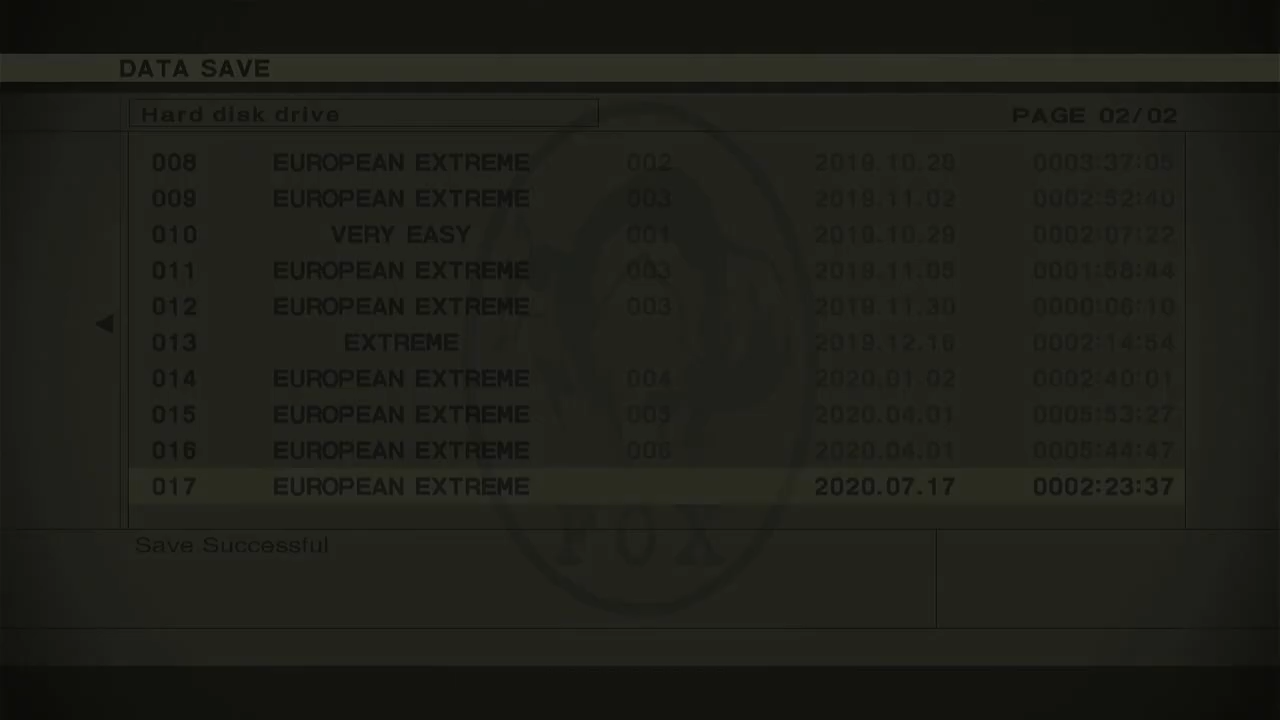 DATA SAVE
Hard disk drive PAGE 02/02
008 EUROPEAN EXTREME 002 2019.10.28 0003:37:05
009 EUROPEAN EXTREME 003 2019.11.02 0002:52:40
010 VERY EASY 001 2019.10.29 0002:07:22
011 EUROPEAN EXTREME 003 2019.11.05 0001:58:44
012 EUROPEAN EXTREME 003 2019.11.30 0000:06:10
013 EXTREME 2019.12.16 0002:14:54
014 EUROPEAN EXTREME 004 2020.01.02 0002:40:01
015 EUROPEAN EXTREME 005 2020.04.01 0005:53:27
016 EUROPEAN EXTREME 006 2020.04.01 0005:44:47
017 EUROPEAN EXTREME 2020.07.17 0002:23:37
FOX
Save Successful